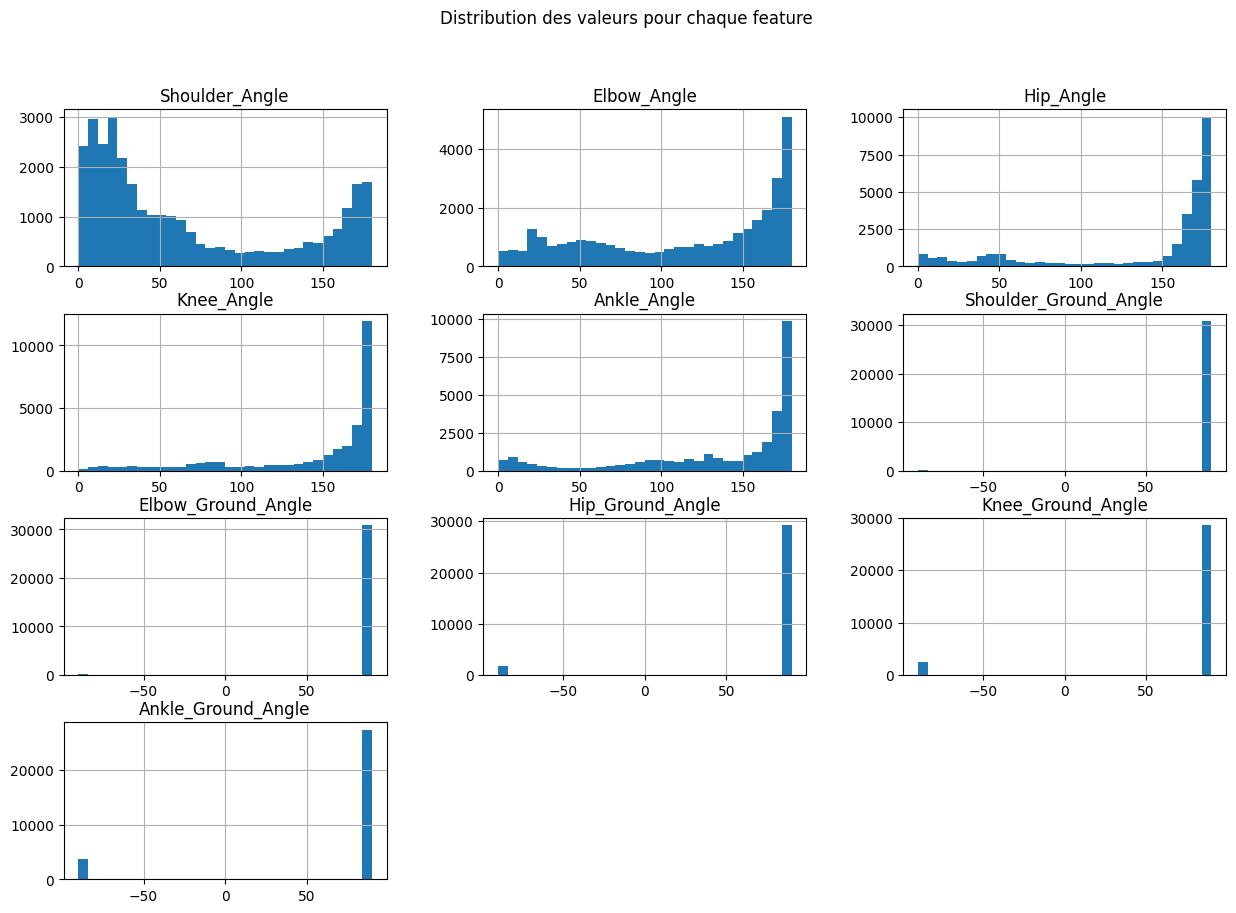 Distribution des valeurs pour chaque feature
Shoulder_Angle
Elbow_Angle
Hip_Angle
3000
2000
1000
0
0 50 100 150
4000
2000
0
0 50 100 150
10000
7500
5000
2500
0
0 50 100 150
Knee_Angle
Ankle_Angle
Shoulder_Ground_Angle
10000
5000
0
0 50 100 150
10000
7500
5000
2500
0
0 50 100 150
30000
20000
10000
0
−50 0 50
Elbow_Ground_Angle
Hip_Ground_Angle
Knee_Ground_Angle
30000
20000
10000
0
−50 0 50
30000
20000
10000
0
−50 0 50
30000
20000
10000
0
−50 0 50
Ankle_Ground_Angle
20000
10000
0
−50 0 50